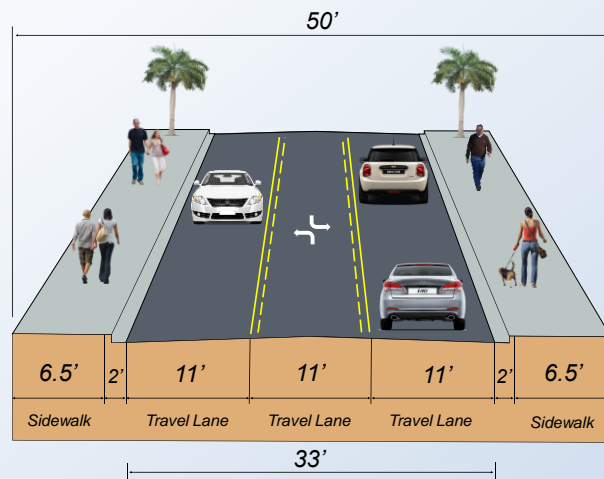 50’
6.5’ 2’ 11’ 11’ 11’ 2’ 6.5’
Sidewalk Travel Lane Travel Lane Travel Lane Sidewalk
33’